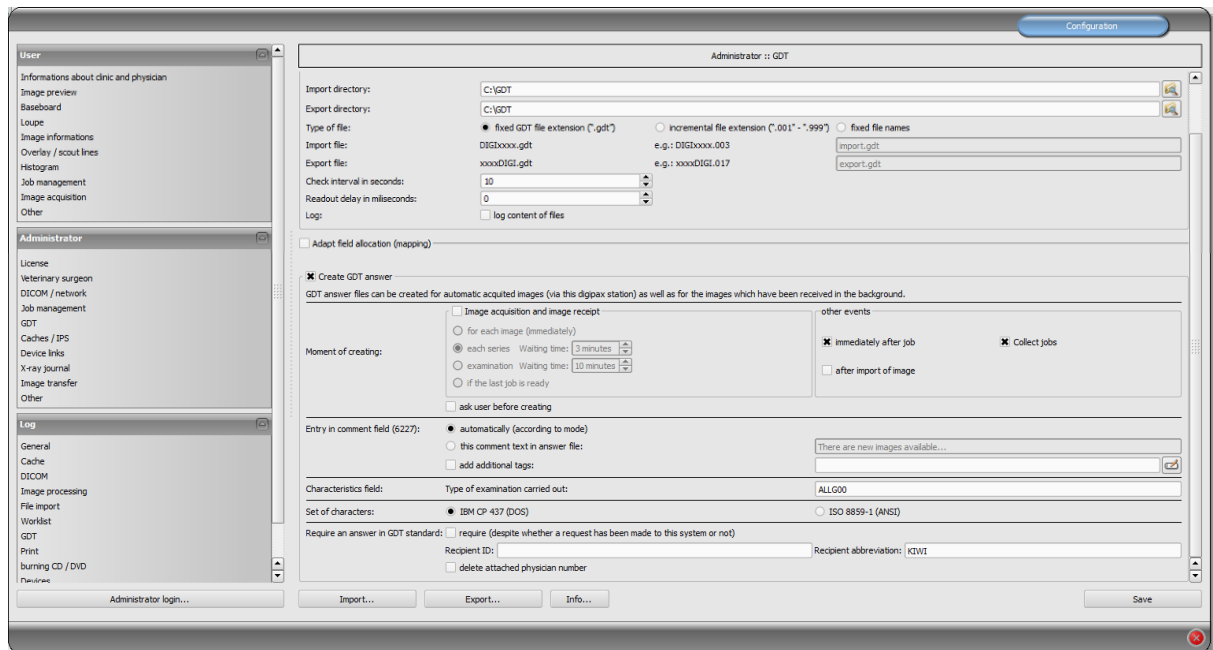 Configuration
User
Informations about clinic and physician
Image preview
Baseboard
Loupe
Image informations
Overlay / scout lines
Histogram
Job management
Image acquisition
Other
Administrator
License
Veterinary surgeon
DICOM / network
Job management
GDT
Caches / IPS
Device links
X-ray journal
Image transfer
Other
Log
General
Cache
DICOM
Image processing
File import
Worklist
GDT
Print
burning CD / DVD
Devices
Administrator login...
Administrator :: GDT
Import directory: C:\GDT
Export directory: C:\GDT
Type of file: fixed GDT file extension (".gdt") incremental file extension (".001" - ".999") fixed file names
Import file: DIGIxxxx.gdt e.g.: DIGIxxxx.003 import.gdt
Export file: xxxxDIGI.gdt e.g.: xxxxDIGI.017 export.gdt
Check interval in seconds: 10
Readout delay in miliseconds: 0
Log: log content of files
Adapt field allocation (mapping)
Create GDT answer
GDT answer files can be created for automatic acquited images (via this digipax station) as well as for the images which have been received in the background.
Image acquisition and image receipt
for each image (immediately)
Moment of creating: each series Waiting time: 3 minutes
examination Waiting time: 10 minutes
if the last job is ready
other events
immediately after job Collect jobs
after import of image
ask user before creating
Entry in comment field (6227): automatically (according to mode)
this comment text in answer file: There are new images available...
add additional tags:
Characteristics field: Type of examination carried out: ALLG00
Set of characters: IBM CP 437 (DOS) ISO 8859-1 (ANSI)
Require an answer in GDT standard: require (despite whether a request has been made to this system or not)
Recipient ID: Recipient abbreviation: KIWI
delete attached physician number
Import... Export... Info... Save